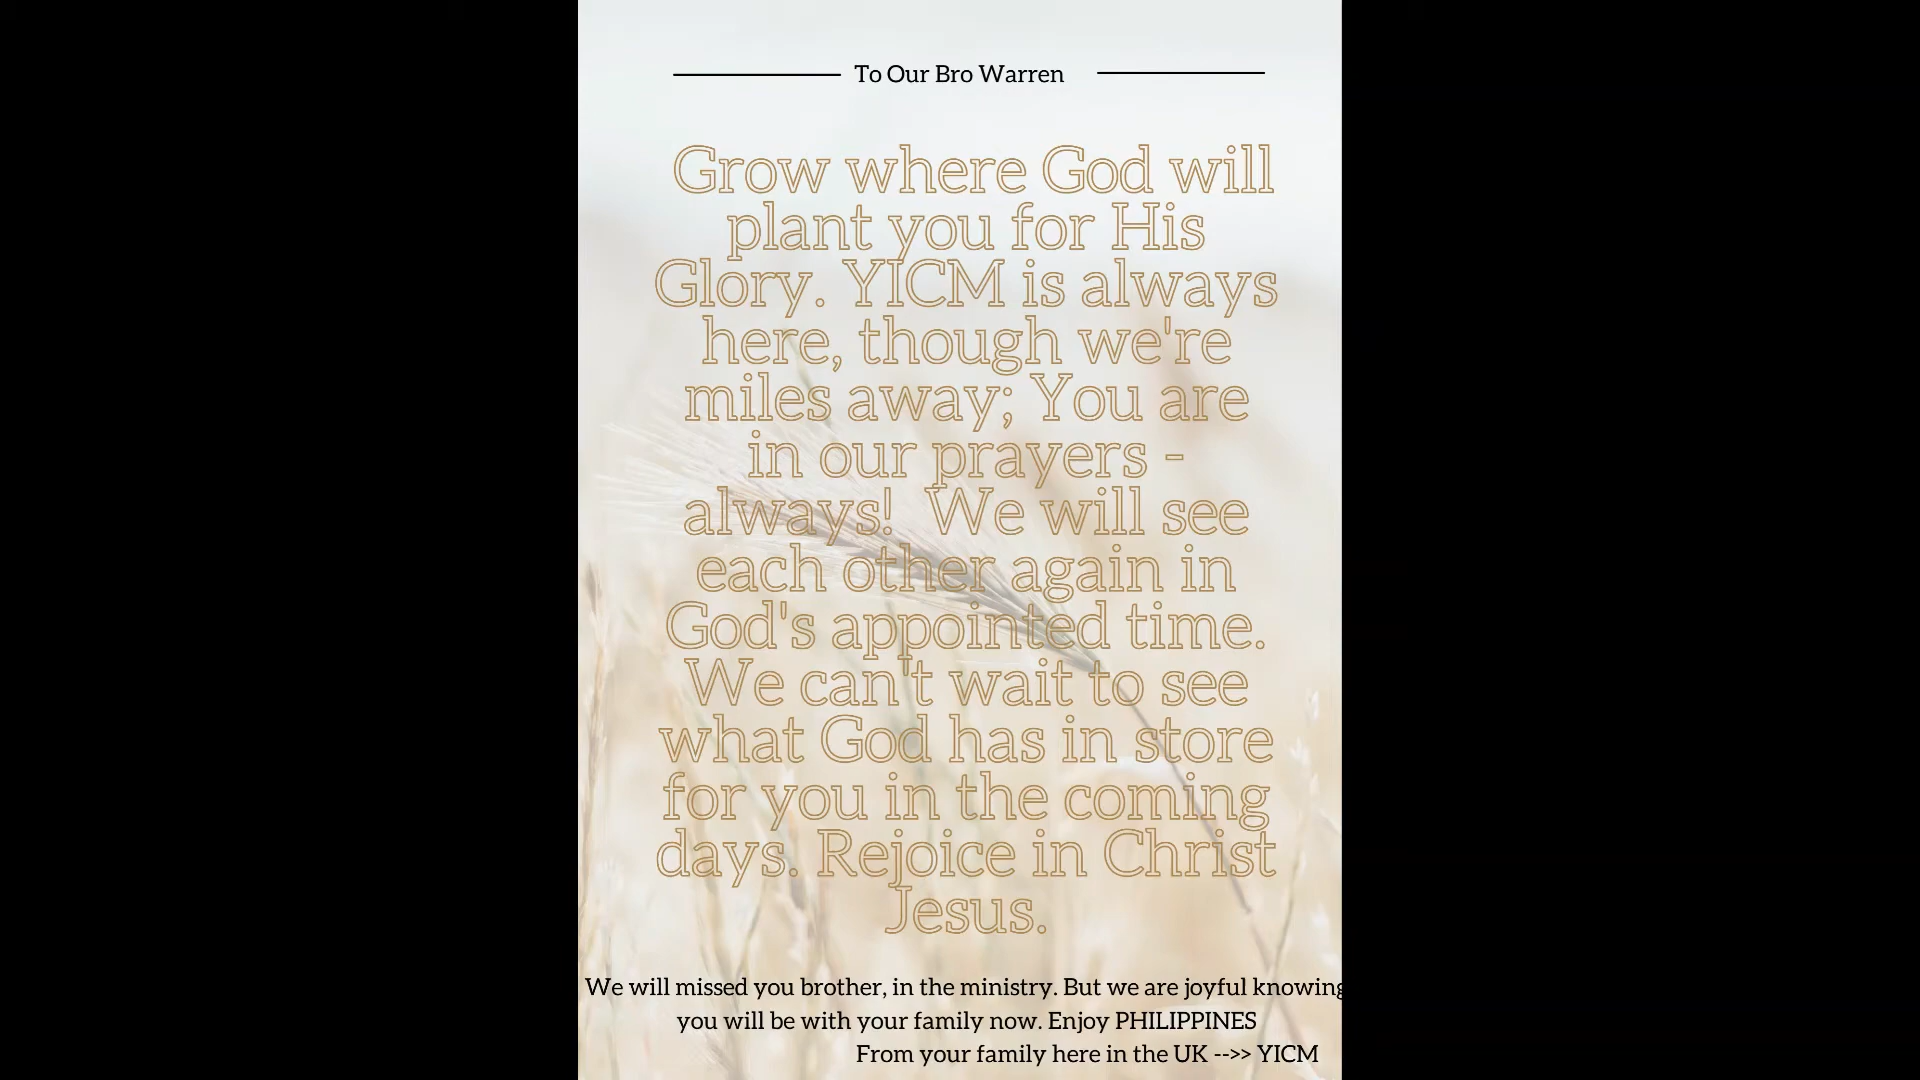 To Our Bro Warren
Grow where God will
plant you for His
Glory. YICM is always
here, though we're
miles away; You are
in our prayers -
always!  We will see
each other again in
God's appointed time.
We can't wait to see
what God has in store
for you in the coming
days. Rejoice in Christ
Jesus.
We will missed you brother, in the ministry. But we are joyful knowing
you will be with your family now. Enjoy PHILIPPINES
From your family here in the UK -->> YICM